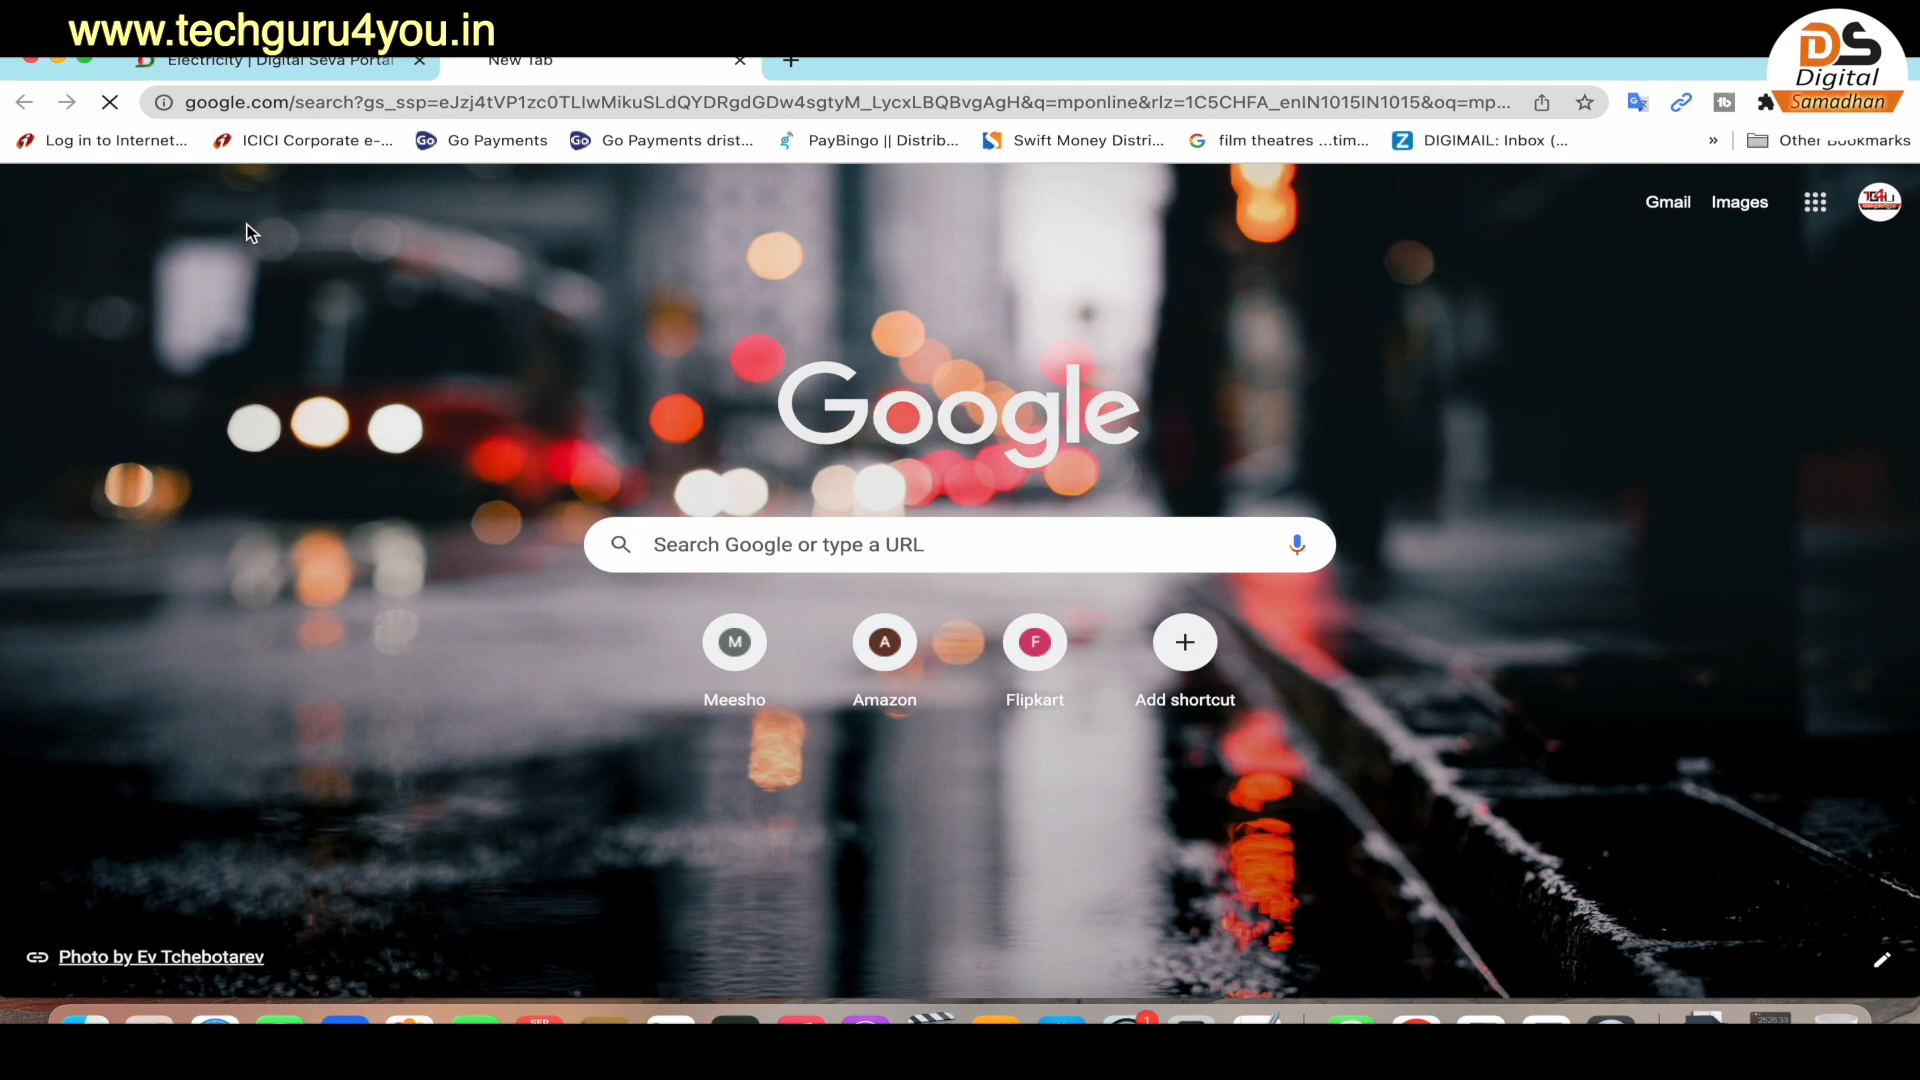 www.techguru4you.in
DS
Digital
Samadhan
Electricity | Digital Seva Portal
New Tab
google.com/search?gs_ssp=eJzj4tVP1zc0TLIwMikuSLdQYDRgdGDw4sgtyM_LycxLBQBvgAgH&q=mponline&rlz=1C5CHFA_enIN1015IN1015&oq=mp...
Log in to Internet... ICICI Corporate e-... Go Payments Go Payments drist... PayBingo || Distrib... Swift Money Distri... film theatres ...tim... DIGIMAIL: Inbox (... » Other Bookmarks
Gmail Images
Google
Search Google or type a URL
M A F
Meesho Amazon Flipkart Add shortcut
Photo by Ev Tchebotarev
SEP 1